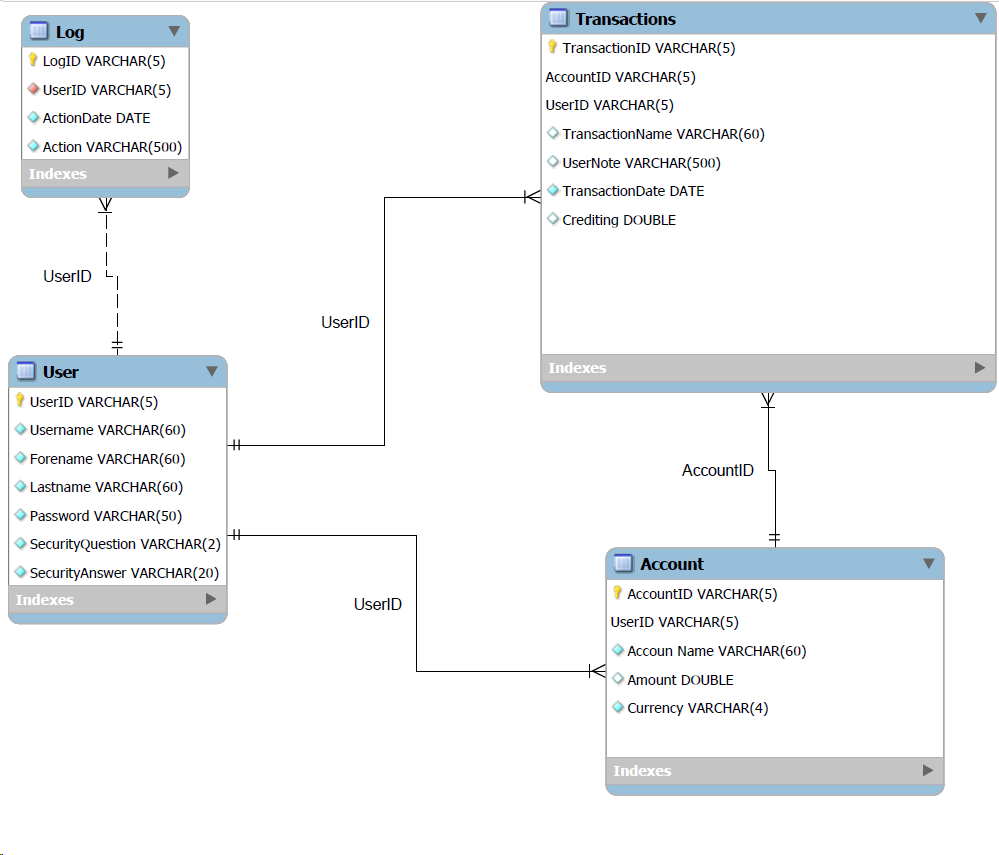 Log
LogID VARCHAR(5)
UserID VARCHAR(5)
ActionDate DATE
Action VARCHAR(500)
Indexes
Transactions
TransactionID VARCHAR(5)
AccountID VARCHAR(5)
UserID VARCHAR(5)
TransactionName VARCHAR(60)
UserNote VARCHAR(500)
TransactionDate DATE
Crediting DOUBLE
Indexes
UserID
UserID
User
UserID VARCHAR(5)
Username VARCHAR(60)
Forename VARCHAR(60)
Lastname VARCHAR(60)
Password VARCHAR(50)
SecurityQuestion VARCHAR(2)
SecurityAnswer VARCHAR(20)
Indexes
AccountID
UserID
Account
AccountID VARCHAR(5)
UserID VARCHAR(5)
Accoun Name VARCHAR(60)
Amount DOUBLE
Currency VARCHAR(4)
Indexes